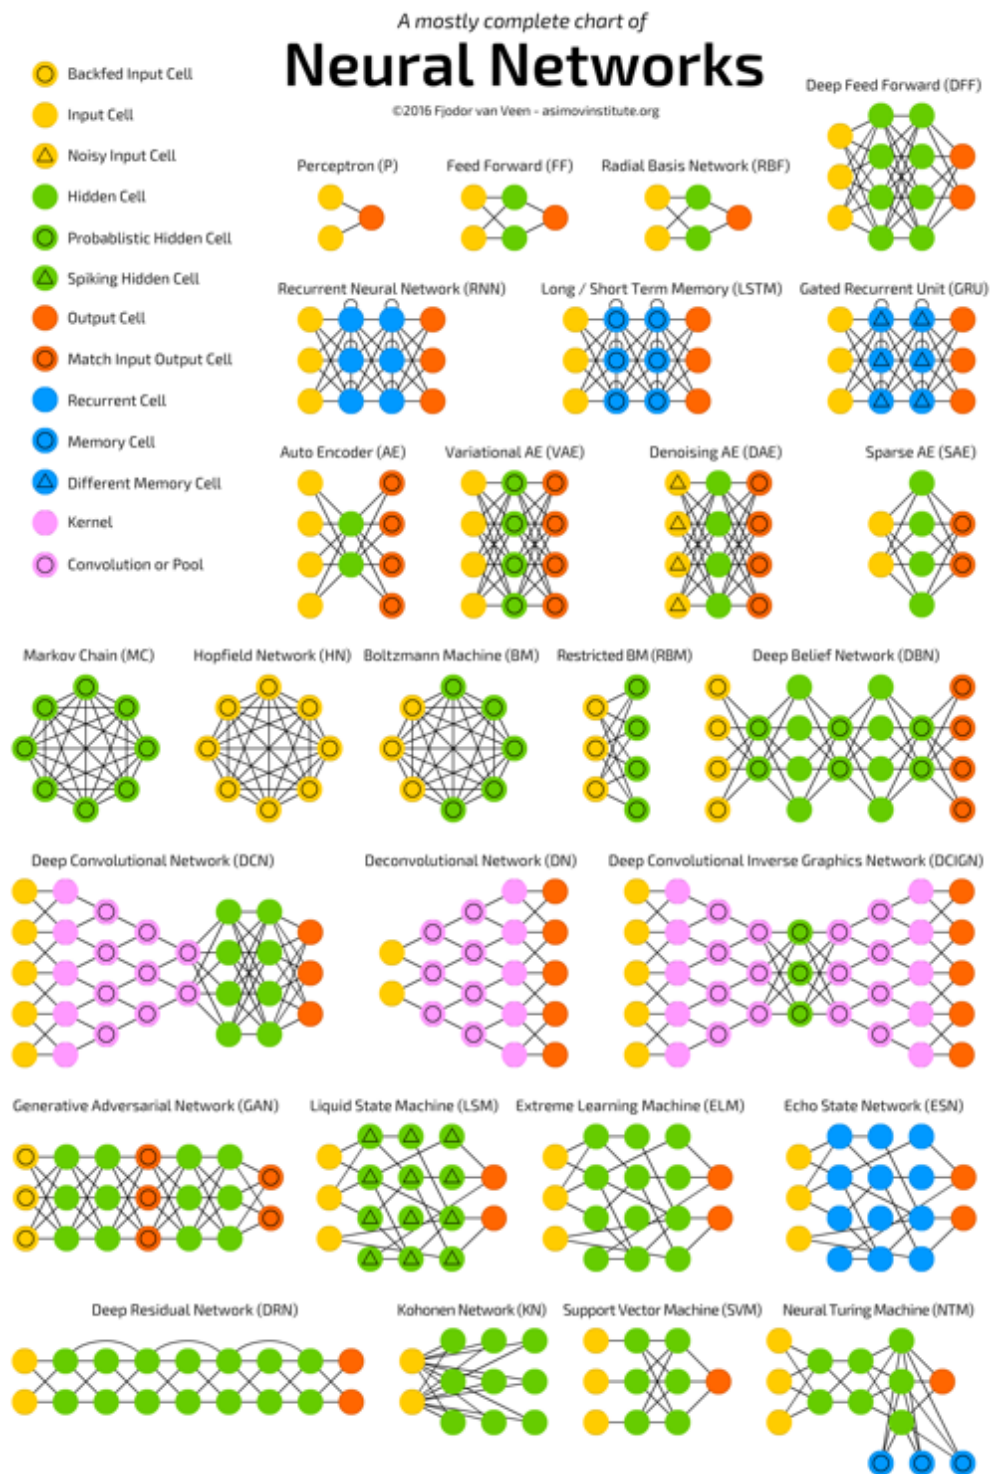 A mostly complete chart of
Neural Networks
©2016 Fjodor van Veen - asimovinstitute.org
Backfed Input Cell
Input Cell
Noisy Input Cell
Hidden Cell
Probablistic Hidden Cell
Spiking Hidden Cell
Output Cell
Match Input Output Cell
Recurrent Cell
Memory Cell
Different Memory Cell
Kernel
Convolution or Pool
Deep Feed Forward (DFF)
Perceptron (P)
Feed Forward (FF)
Radial Basis Network (RBF)
Recurrent Neural Network (RNN)
Long / Short Term Memory (LSTM)
Gated Recurrent Unit (GRU)
Auto Encoder (AE)
Variational AE (VAE)
Denoising AE (DAE)
Sparse AE (SAE)
Markov Chain (MC)
Hopfield Network (HN)
Boltzmann Machine (BM)
Restricted BM (RBM)
Deep Belief Network (DBN)
Deep Convolutional Network (DCN)
Deconvolutional Network (DN)
Deep Convolutional Inverse Graphics Network (DCIGN)
Generative Adversarial Network (GAN)
Liquid State Machine (LSM)
Extreme Learning Machine (ELM)
Echo State Network (ESN)
Deep Residual Network (DRN)
Kohonen Network (KN)
Support Vector Machine (SVM)
Neural Turing Machine (NTM)